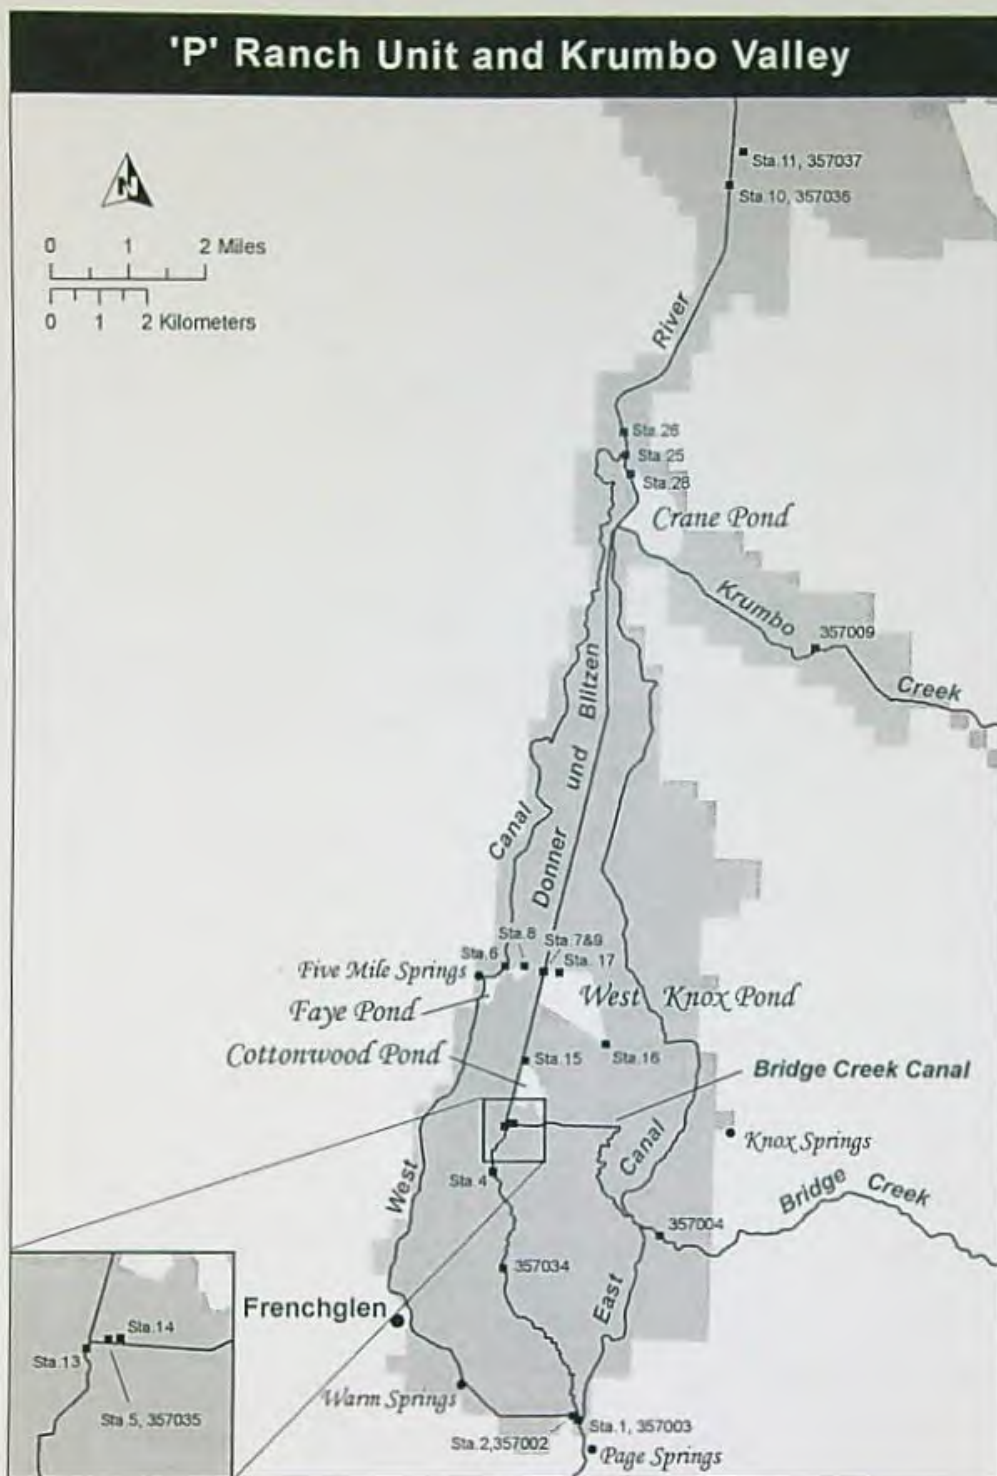 'P' Ranch Unit and Krumbo Valley
N
Sta.11, 357037
Sta.10, 357036
0 1 2 Miles
0 1 2 Kilometers
River
Sta.26
Sta.25
Sta.28
Crane Pond
Krumbo
357009
Creek
Blitzen
und
Donner
Canal
Sta.8
Sta.7&9
Sta.6
Sta. 17
Five Mile Springs
West Knox Pond
Faye Pond
Cottonwood Pond
Sta.15
Sta.16
Bridge Creek Canal
Canal
Knox Springs
Sta.4
West
Bridge Creek
357004
357034
East
Frenchglen
Sta.14
Sta.13
Sta.5, 357035
Warm Springs
Sta.1, 357003
Sta.2,357002
Page Springs